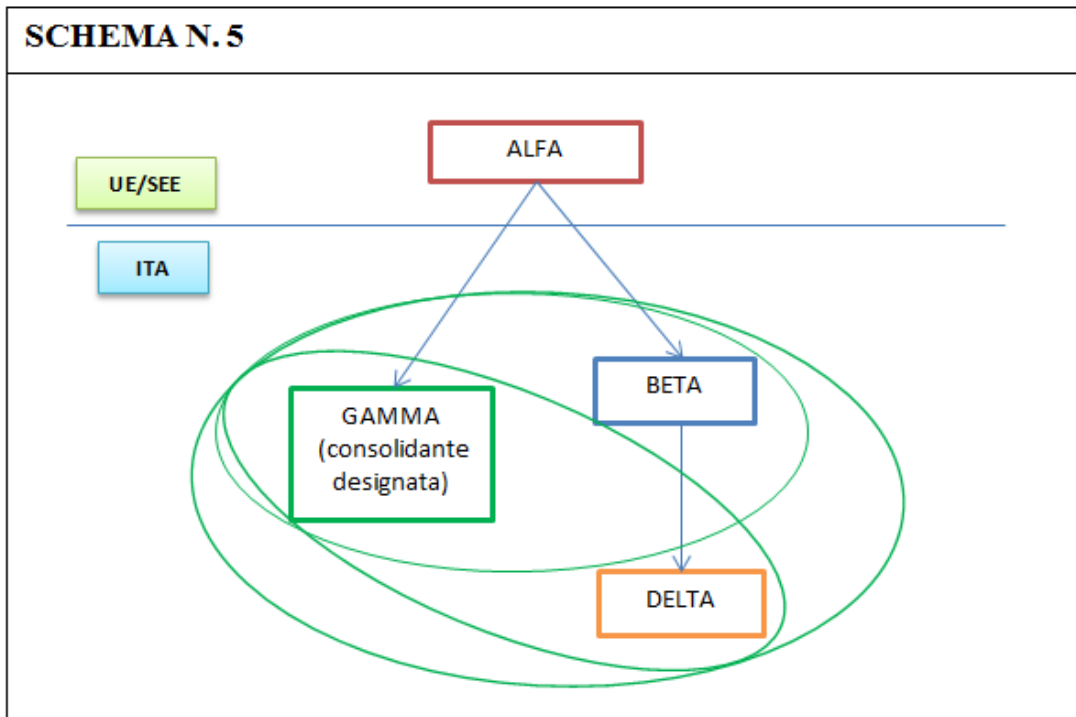 SCHEMA N. 5
ALFA
UE/SEE
ITA
BETA
GAMMA
(consolidante
designata)
DELTA